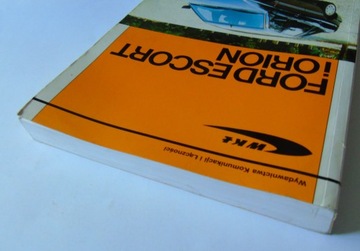 FORD ESCORT
i ORION
WKŁ
Wydawnictwa Komunikacji i Łączności